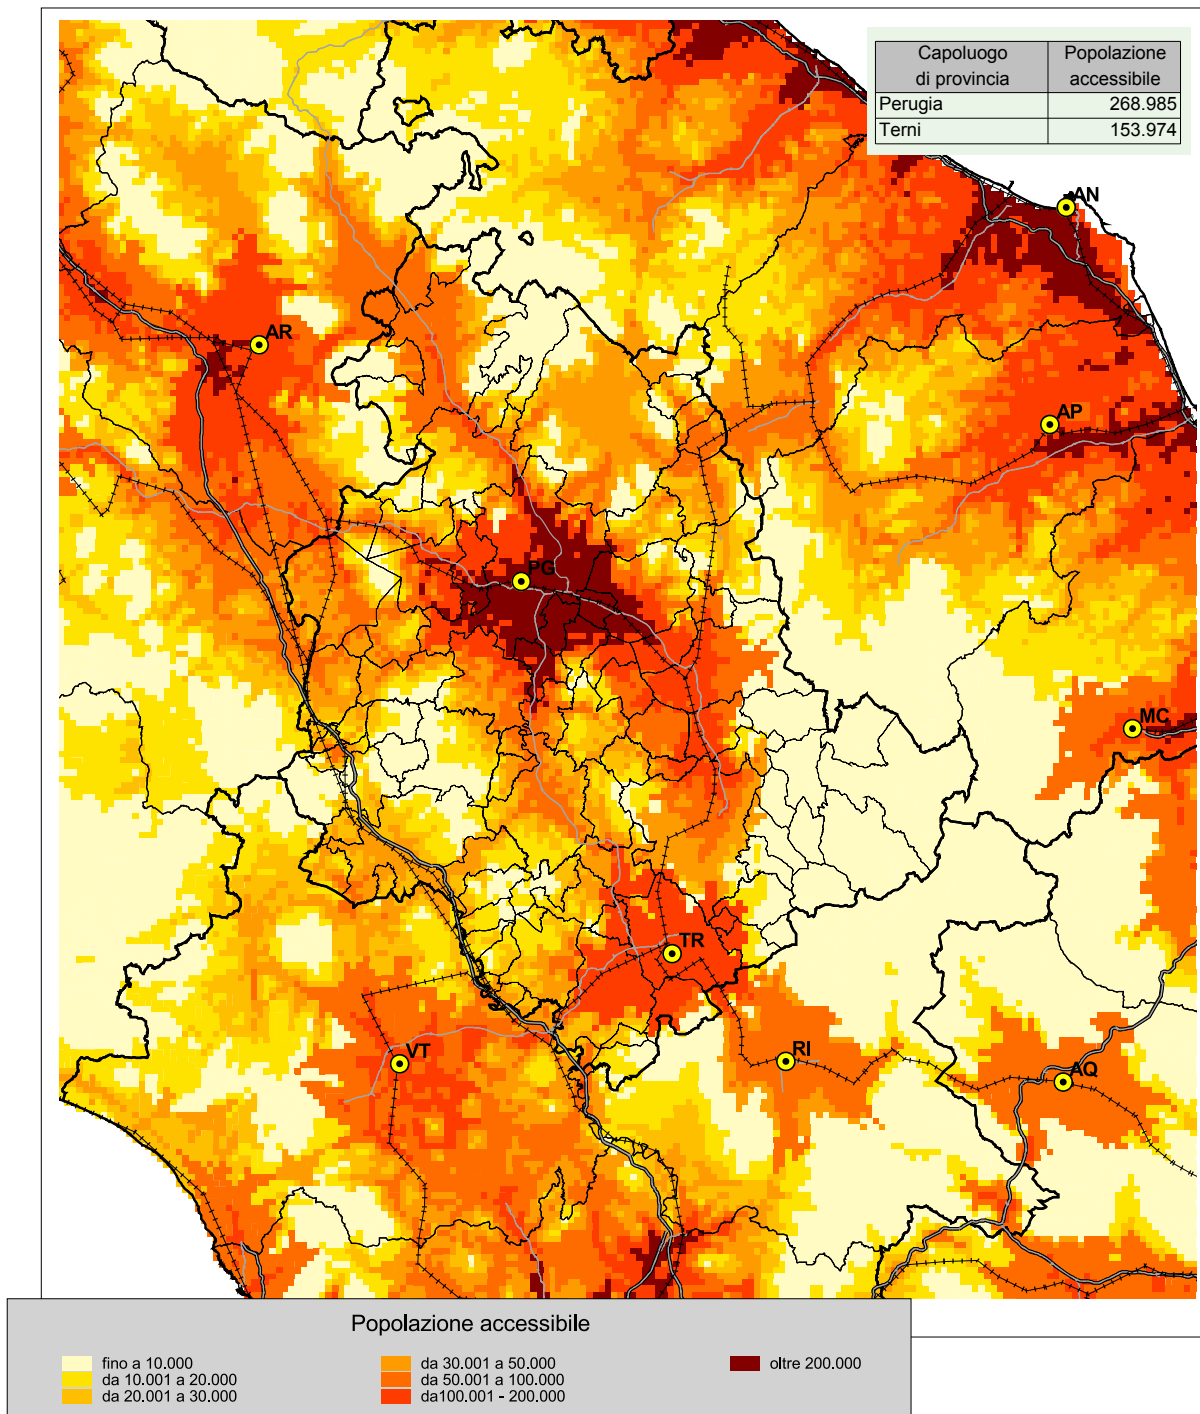 Capoluogo di provincia Popolazione accessibile
Perugia 268.985
Terni 153.974
AN
AR
AP
PG
MC
TR
VT
RI
AQ
Popolazione accessibile
fino a 10.000
da 10.001 a 20.000
da 20.001 a 30.000
da 30.001 a 50.000
da 50.001 a 100.000
da100.001 - 200.000
oltre 200.000